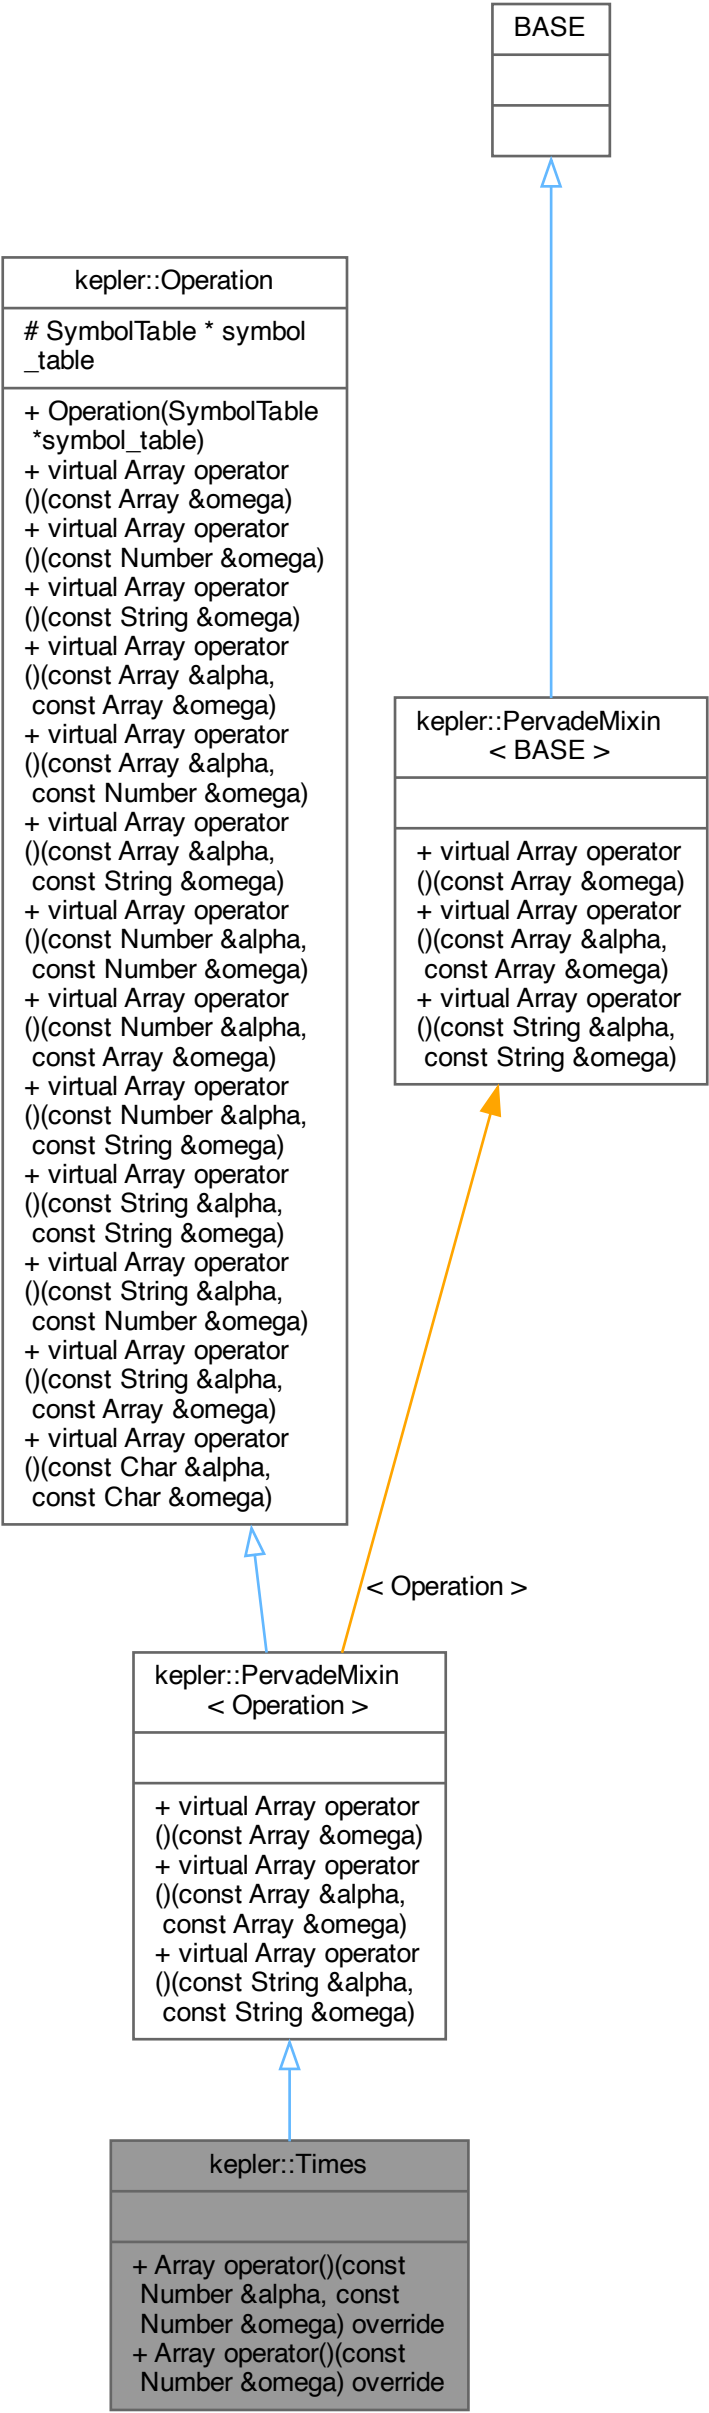 BASE
kepler::Operation
# SymbolTable * symbol
_table
+ Operation(SymbolTable
*symbol_table)
+ virtual Array operator
()(const Array &omega)
+ virtual Array operator
()(const Number &omega)
+ virtual Array operator
()(const String &omega)
+ virtual Array operator
()(const Array &alpha,
const Array &omega)
+ virtual Array operator
()(const Array &alpha,
const Number &omega)
+ virtual Array operator
()(const Array &alpha,
const String &omega)
+ virtual Array operator
()(const Number &alpha,
const Number &omega)
+ virtual Array operator
()(const Number &alpha,
const Array &omega)
+ virtual Array operator
()(const Number &alpha,
const String &omega)
+ virtual Array operator
()(const String &alpha,
const String &omega)
+ virtual Array operator
()(const String &alpha,
const Number &omega)
+ virtual Array operator
()(const String &alpha,
const Array &omega)
+ virtual Array operator
()(const Char &alpha,
const Char &omega)
kepler::PervadeMixin
< BASE >
+ virtual Array operator
()(const Array &omega)
+ virtual Array operator
()(const Array &alpha,
const Array &omega)
+ virtual Array operator
()(const String &alpha,
const String &omega)
< Operation >
kepler::PervadeMixin
< Operation >
+ virtual Array operator
()(const Array &omega)
+ virtual Array operator
()(const Array &alpha,
const Array &omega)
+ virtual Array operator
()(const String &alpha,
const String &omega)
kepler::Times
+ Array operator()(const
Number &alpha, const
Number &omega) override
+ Array operator()(const
Number &omega) override